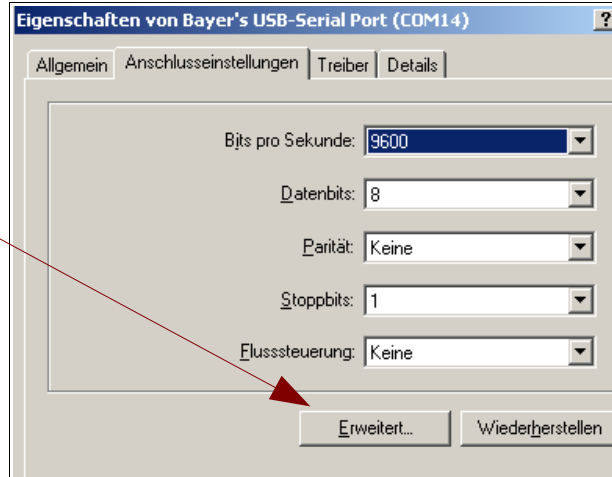 Eigenschaften von Bayer's USB-Serial Port (COM14) ?
Allgemein Anschlusseinstellungen Treiber Details
Bits pro Sekunde: 9600
Datenbits: 8
Parität: Keine
Stoppbits: 1
Flusssteuerung: Keine
Erweitert... Wiederherstellen